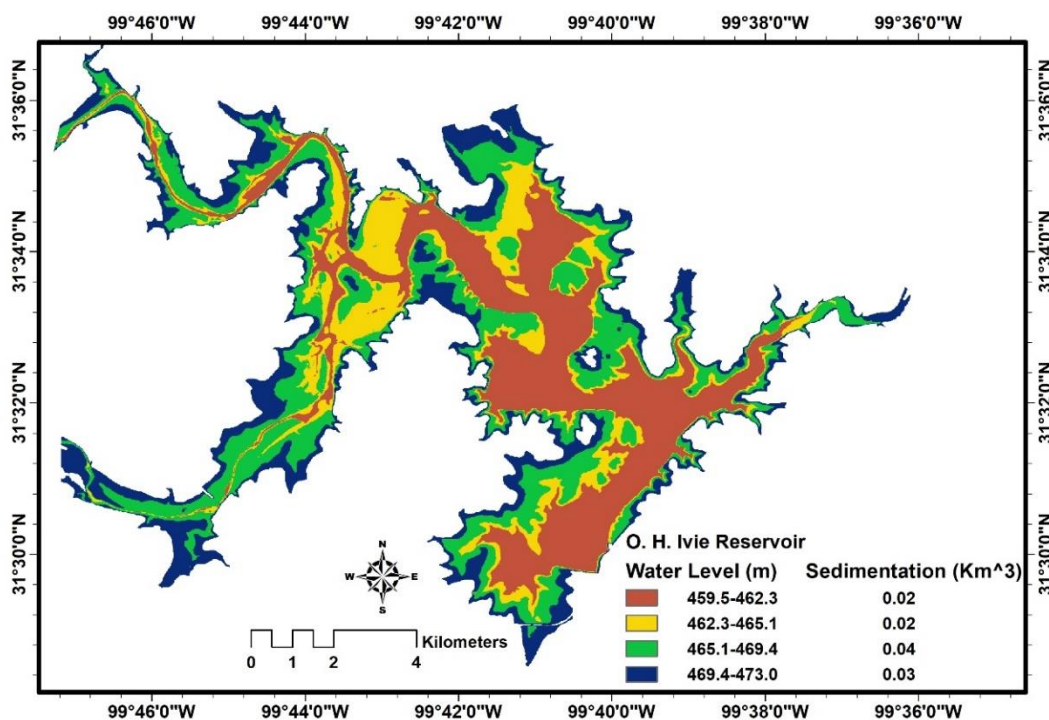 99°46'0"W 99°44'0"W 99°42'0"W 99°40'0"W 99°38'0"W 99°36'0"W
31°36'0"N 31°36'0"N
31°34'0"N 31°34'0"N
31°32'0"N 31°32'0"N
31°30'0"N 31°30'0"N
N
W E
S
O. H. Ivie Reservoir
Water Level (m) Sedimentation (Km^3)
459.5-462.3 0.02
462.3-465.1 0.02
465.1-469.4 0.04
469.4-473.0 0.03
Kilometers
0 1 2 4
99°46'0"W 99°44'0"W 99°42'0"W 99°40'0"W 99°38'0"W 99°36'0"W